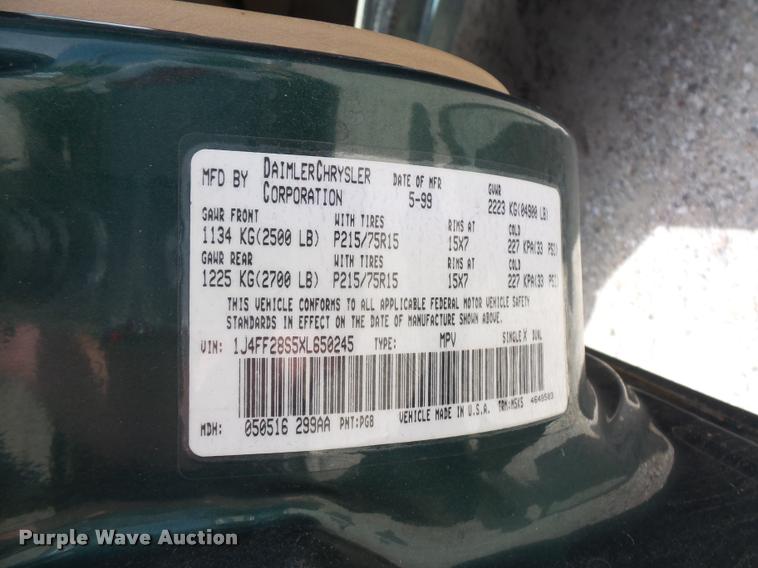 MFD BY DAIMLERCHRYSLER CORPORATION DATE OF MFR 5-99 GVWR 2223 KG(04900 LB)
GAWR FRONT WITH TIRES RIMS AT COLD
1134 KG(2500 LB) P215/75R15 15X7 227 KPA(33 PSI)
GAWR REAR WITH TIRES RIMS AT COLD
1225 KG(2700 LB) P215/75R15 15X7 227 KPA(33 PSI)
THIS VEHICLE CONFORMS TO ALL APPLICABLE FEDERAL MOTOR VEHICLE SAFETY
STANDARDS IN EFFECT ON THE DATE OF MANUFACTURE SHOWN ABOVE.
VIN: 1J4FF28S5XL650245 TYPE: MPV SINGLE X DUAL
MDH: 050516 299AA PNT:PG8 VEHICLE MADE IN U.S.A. TRM:M5X5 4648503
Purple Wave Auction